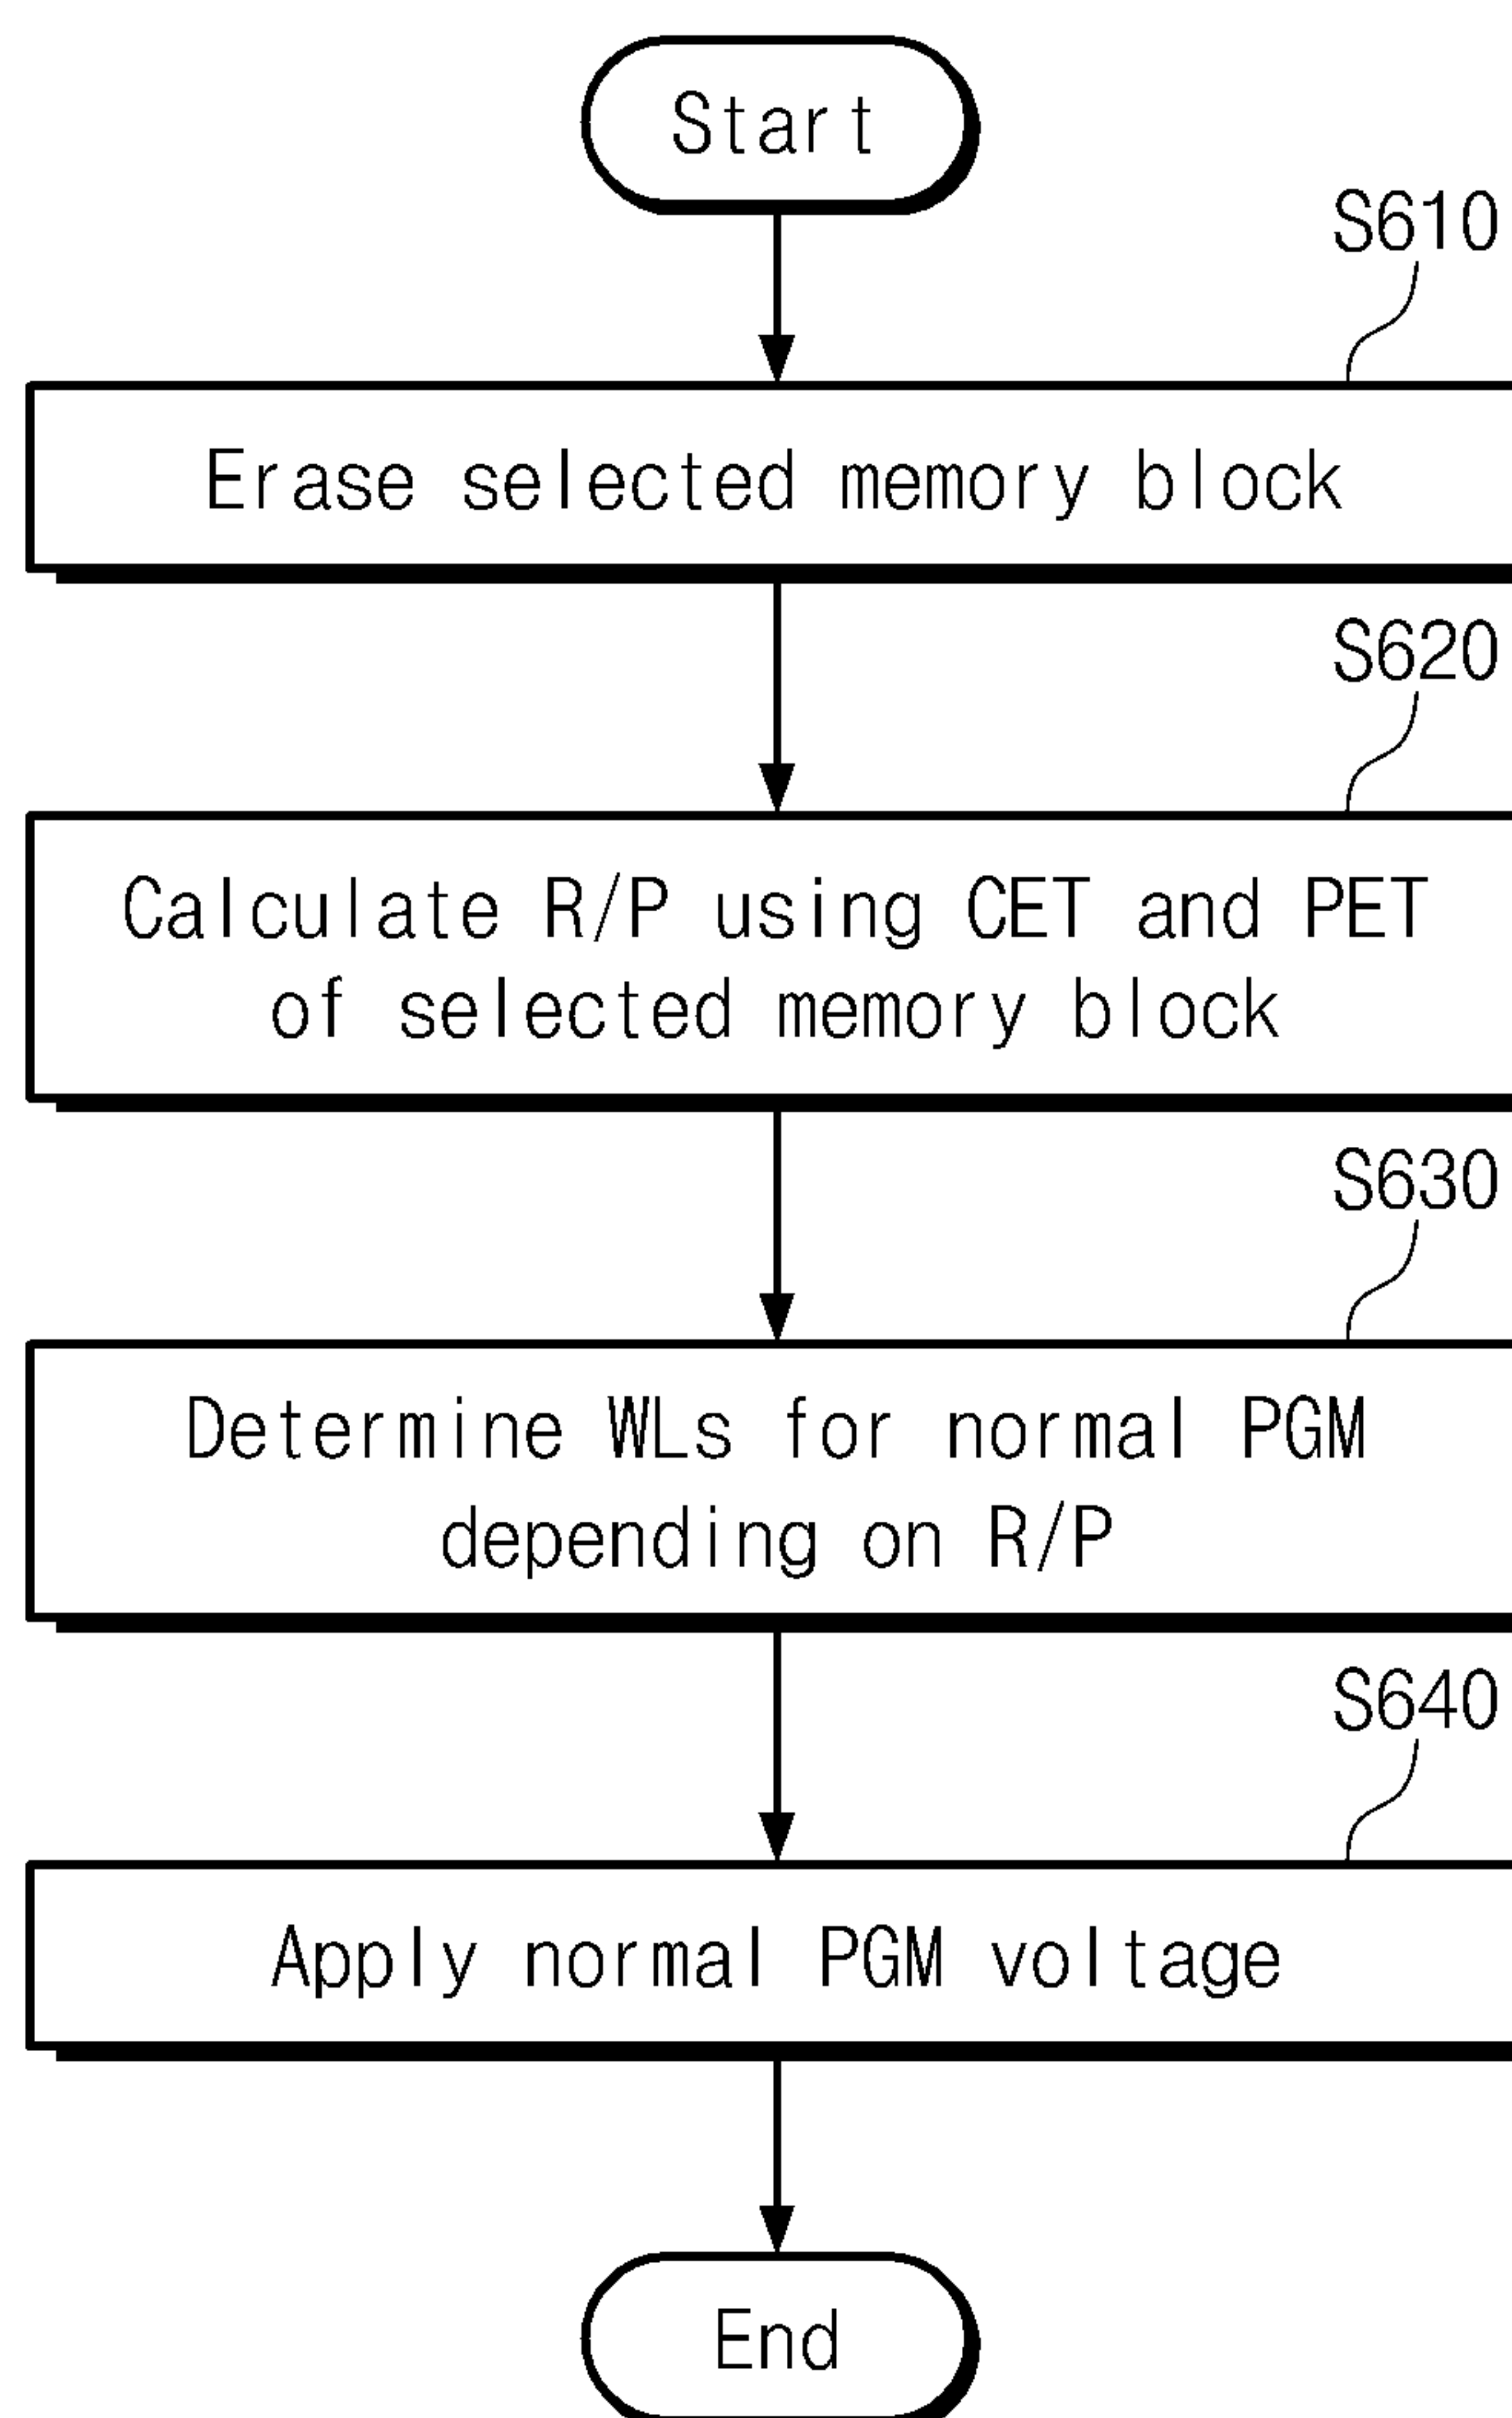 Start
S610
Erase selected memory block
S620
Calculate R/P using CET and PET
of selected memory block
S630
Determine WLs for normal PGM
depending on R/P
S640
Apply normal PGM voltage
End